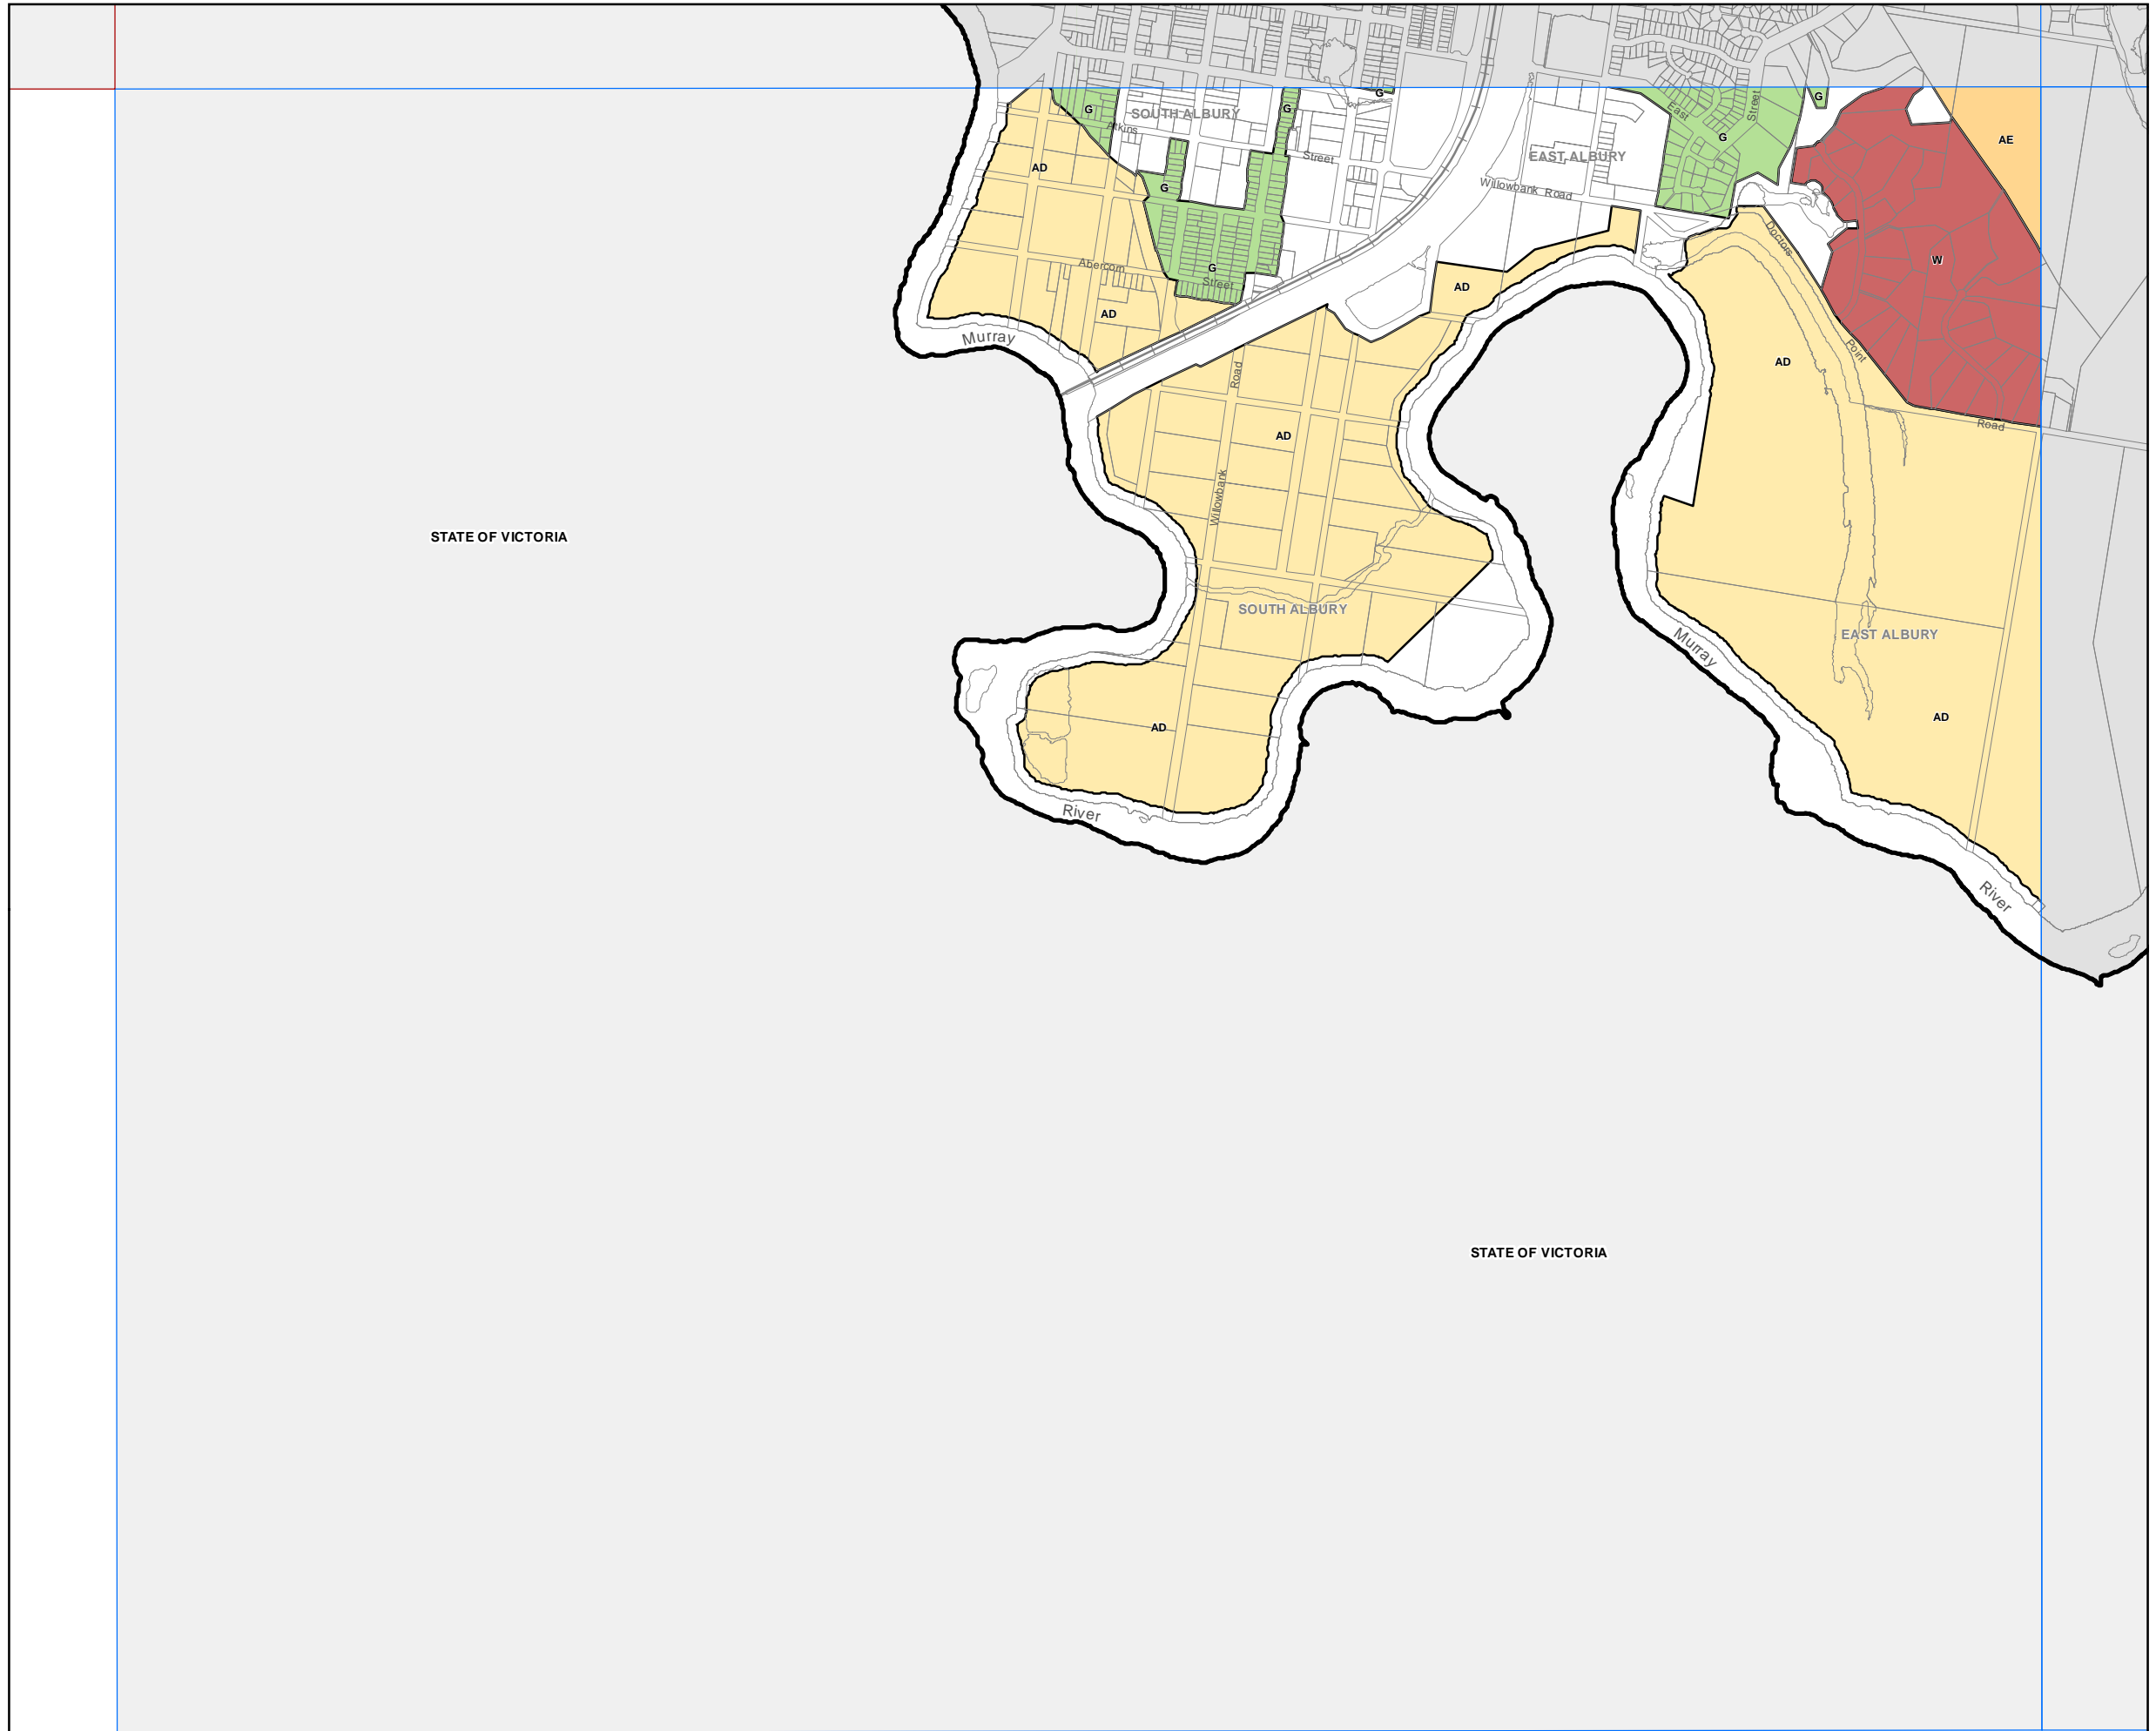 G
G
G
G
SOUTH ALBURY
Atkins
Street
East
Street
G
EAST ALBURY
AE
AD
G
Willowbank Road
Doctors
W
G
Street
Abercorn
AD
AD
Murray
Point
AD
Road
Road
AD
Willowbank
STATE OF VICTORIA
SOUTH ALBURY
EAST ALBURY
Murray
AD
AD
River
River
STATE OF VICTORIA